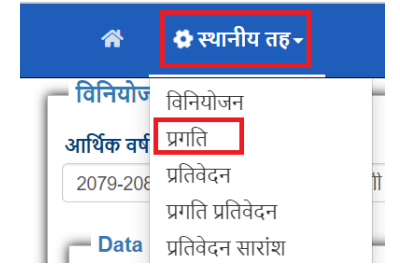 स्थानीय तह
विनियोजन
आर्थिक वर्ष
प्रगति
2079-208
प्रतिवेदन
प्रगति प्रतिवेदन
Data
प्रतिवेदन सारांश